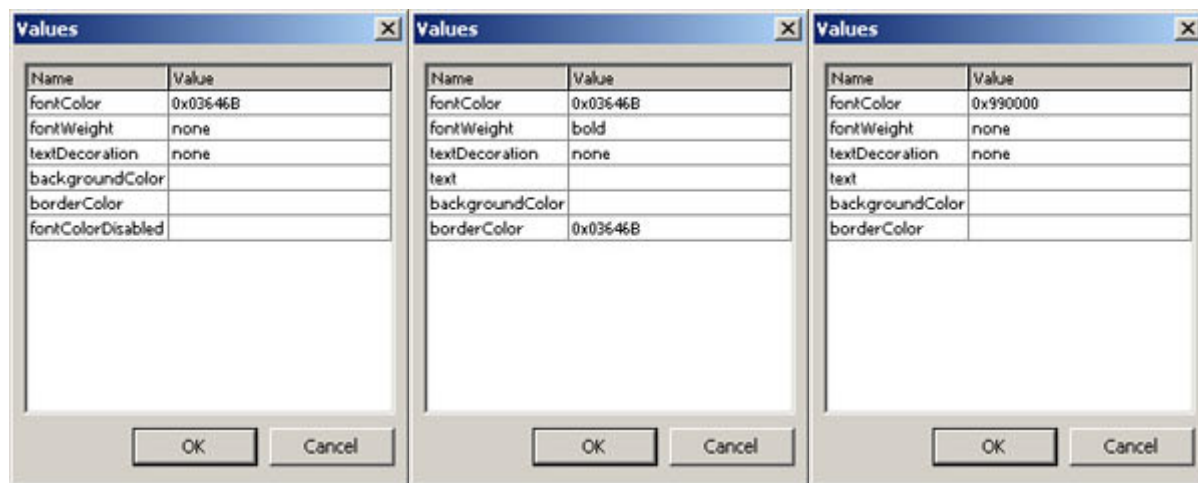 Values
Name Value
fontColor 0x03646B
fontWeight none
textDecoration none
backgroundColor
borderColor
fontColorDisabled
OK Cancel
Values
Name Value
fontColor 0x03646B
fontWeight bold
textDecoration none
text
backgroundColor
borderColor 0x03646B
OK Cancel
Values
Name Value
fontColor 0x990000
fontWeight none
textDecoration none
text
backgroundColor
borderColor
OK Cancel